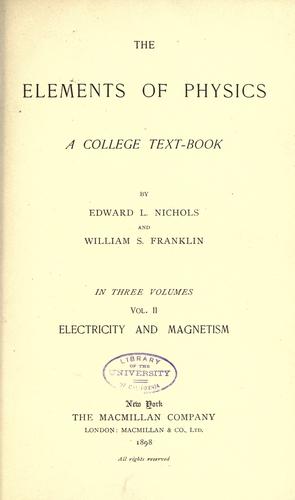 THE
ELEMENTS OF PHYSICS
A COLLEGE TEXT-BOOK
BY
EDWARD L. NICHOLS
AND
WILLIAM S. FRANKLIN
IN THREE VOLUMES
VOL. II
ELECTRICITY AND MAGNETISM
LIBRARY
OF THE
UNIVERSITY
OF CALIFORNIA
New York
THE MACMILLAN COMPANY
LONDON: MACMILLAN & CO., LTD.
1898
All rights reserved